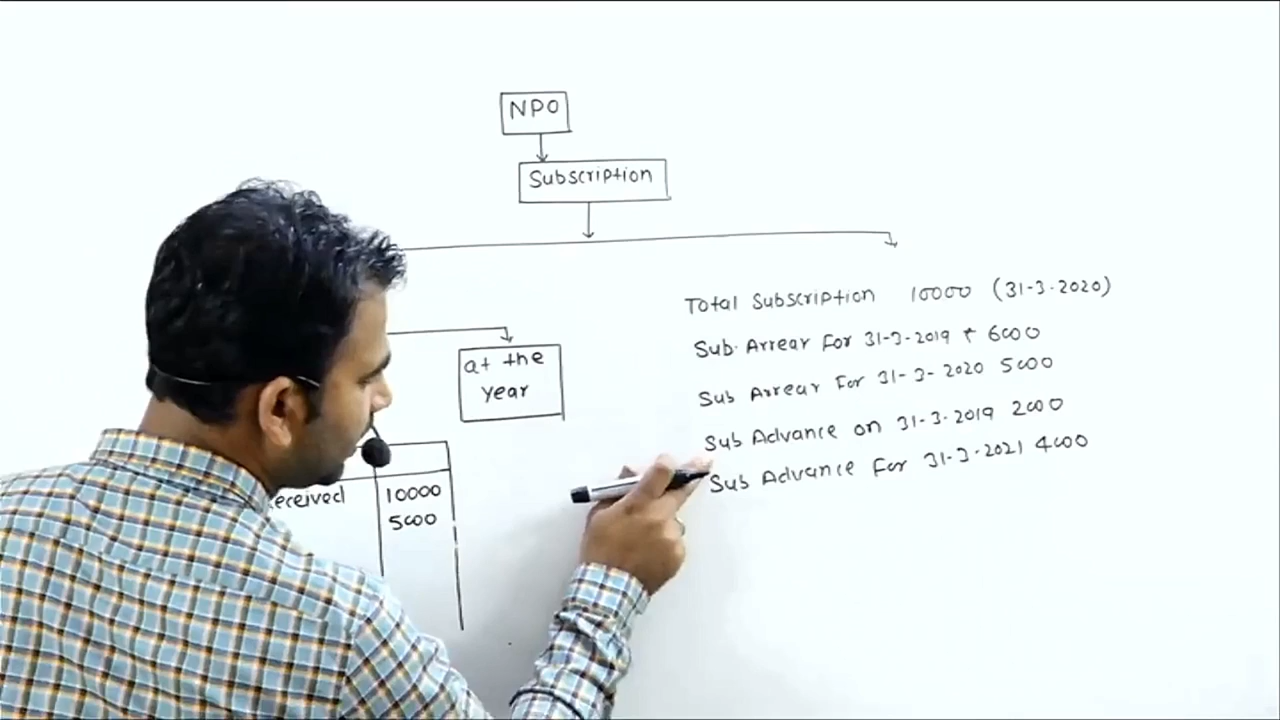 NPO
Subscription
Total Subscription 10000 (31-3-2020)
Sub. Arrear for 31-3-2019 ₹ 6000
Sub Arrear for 31-3-2020 5000
Sub Advance on 31-3-2019 2000
Sub Advance for 31-3-2021 4000
at the
year
eceived 10000
5000